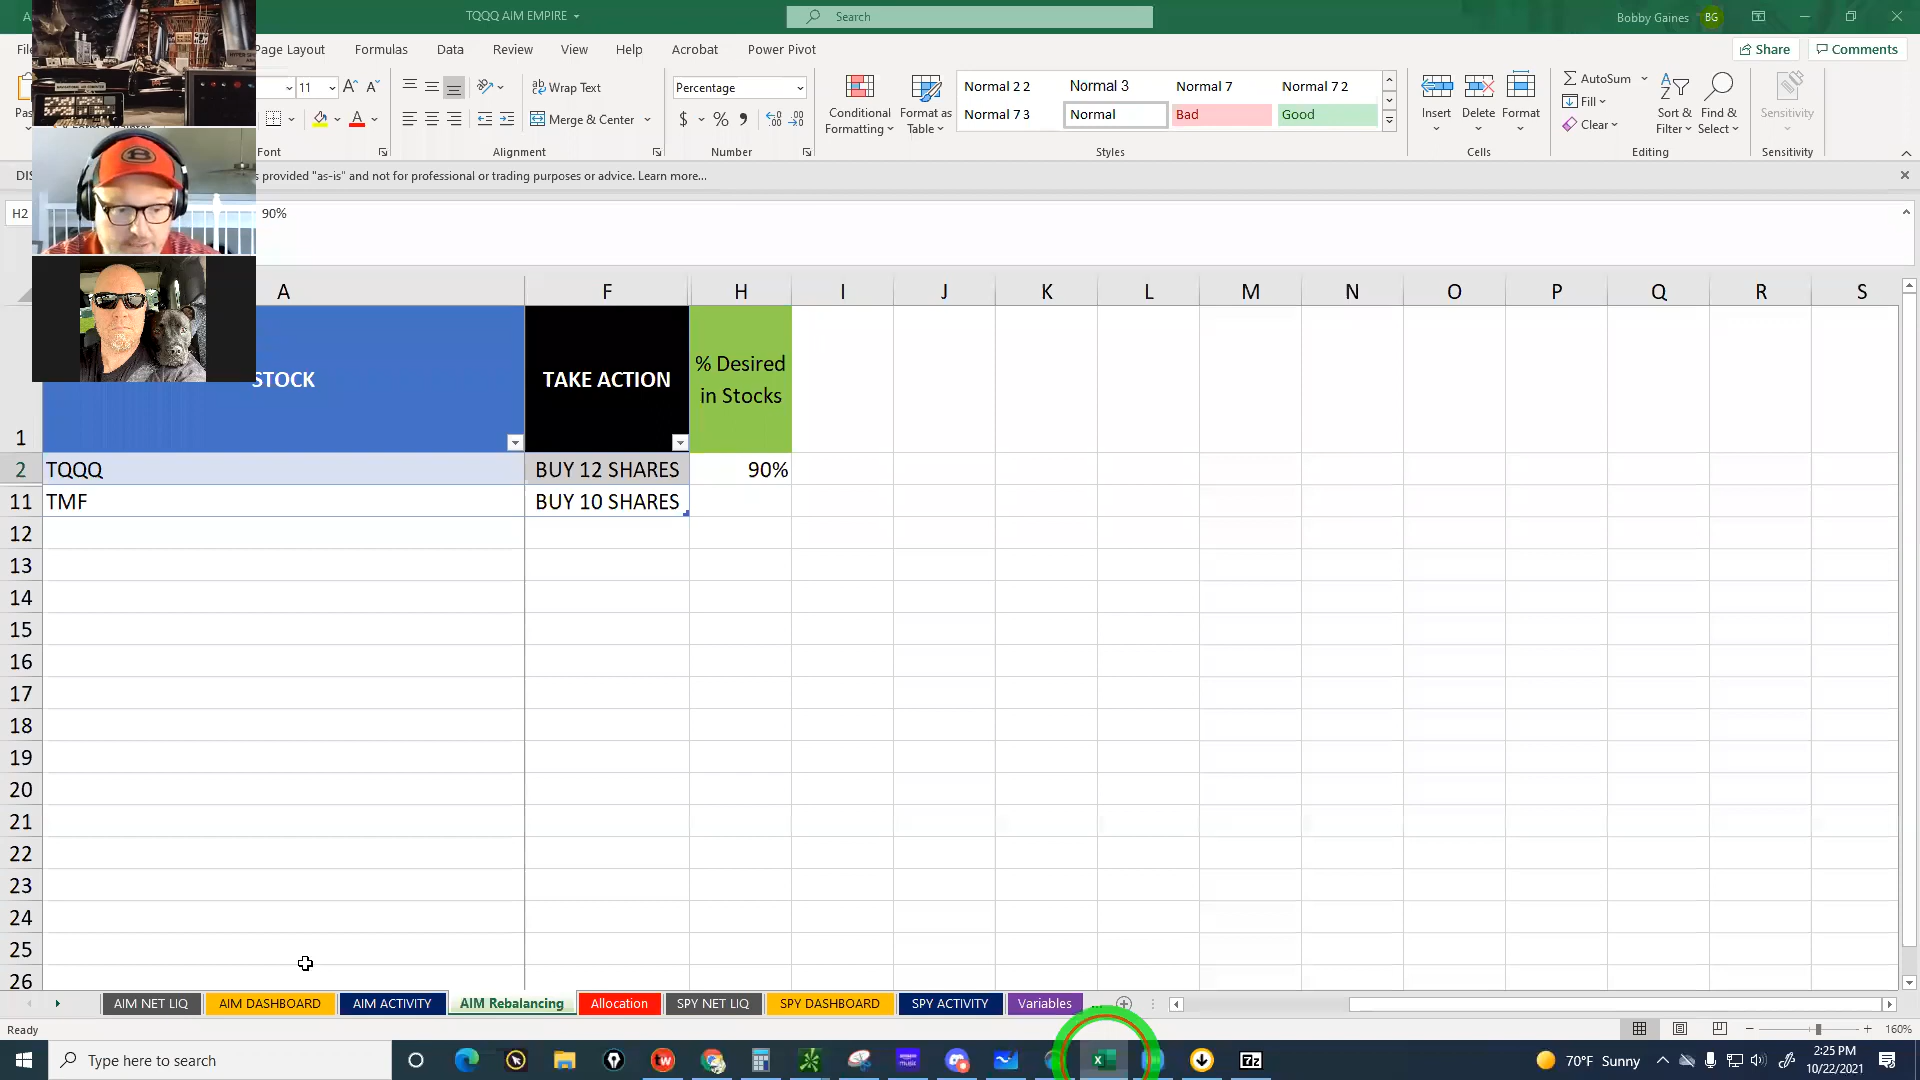 TQQQ AIM EMPIRE
Search
Bobby Gaines
BG
Page Layout
Formulas
Data
Review
View
Help
Acrobat
Power Pivot
Share
Comments
11
Wrap Text
Merge & Center
Percentage
Conditional Formatting
Format as Table
Normal 2 2
Normal 3
Normal 7
Normal 7 2
Normal 7 3
Normal
Bad
Good
Insert
Delete
Format
AutoSum
Fill
Clear
Sort & Filter
Find & Select
Sensitivity
Font
Alignment
Number
Styles
Cells
Editing
Sensitivity
s provided "as-is" and not for professional or trading purposes or advice. Learn more...
H2
90%
A F H I J K L M N O P Q R S
1 STOCK TAKE ACTION % Desired in Stocks
2 TQQQ BUY 12 SHARES 90%
11 TMF BUY 10 SHARES
12
13
14
15
16
17
18
19
20
21
22
23
24
25
26
AIM NET LIQ
AIM DASHBOARD
AIM ACTIVITY
AIM Rebalancing
Allocation
SPY NET LIQ
SPY DASHBOARD
SPY ACTIVITY
Variables
...
Ready
160%
Type here to search
70°F Sunny
2:25 PM
10/22/2021